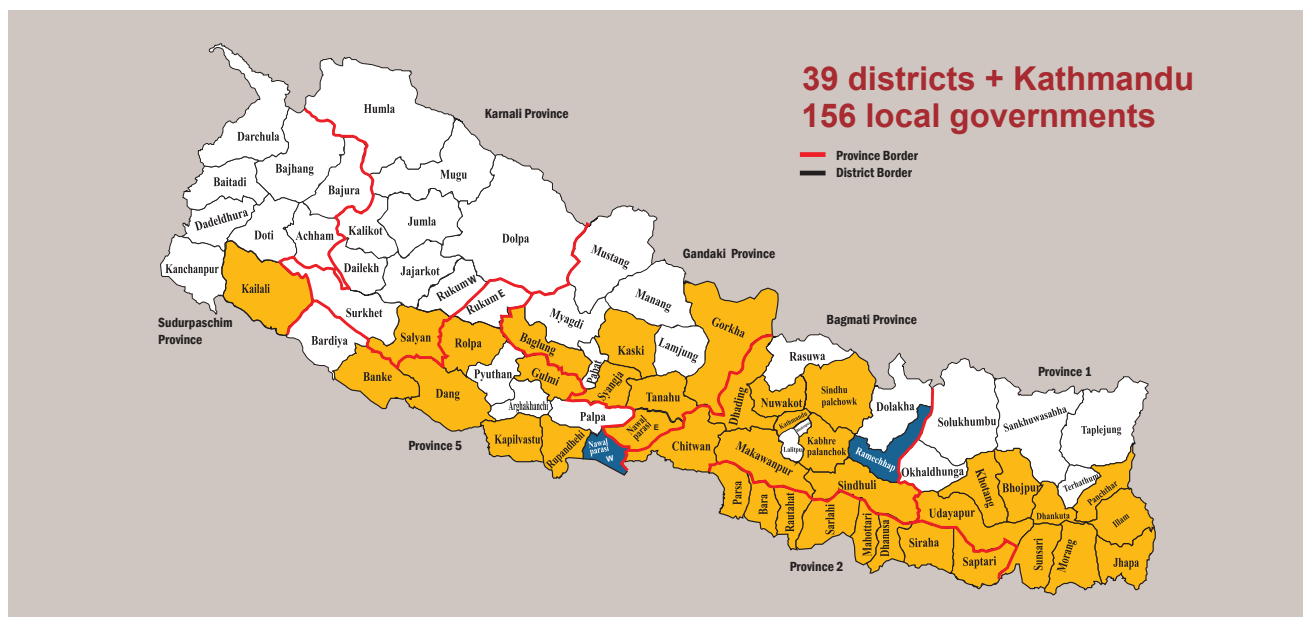 39 districts + Kathmandu
156 local governments
Province Border
District Border
Karnali Province
Gandaki Province
Bagmati Province
Province 1
Sudurpaschim
Province
Province 5
Province 2
Humla
Darchula
Bajhang
Mugu
Baitadi
Bajura
Dadeldhura
Doti
Achham
Kalikot
Jumla
Dolpa
Kanchanpur
Dailekh
Jajarkot
Mustang
Kailali
Rukum W
Rukum E
Surkhet
Manang
Bardiya
Salyan
Rolpa
Myagdi
Baglung
Kaski
Lamjung
Gorkha
Rasuwa
Banke
Dang
Pyuthan
Gulmi
Syangja
Tanahu
Dhading
Nuwakot
Sindhu
palchowk
Dolakha
Solukhumbu
Sankhuwasabha
Taplejung
Arghakhanchi
Palpa
Kathmandu
Lalitpur
Kabhre
palanchok
Ramechhap
Okhaldhunga
Kapilvastu
Rupandhehi
Nawal
parasi
W
Nawal
parasi E
Chitwan
Makawanpur
Sindhuli
Khotang
Bhojpur
Terhathum
Panchthar
Parsa
Bara
Rautahat
Sarlahi
Mahottari
Dhanusa
Siraha
Udayapur
Saptari
Dhankuta
Illam
Sunsari
Morang
Jhapa